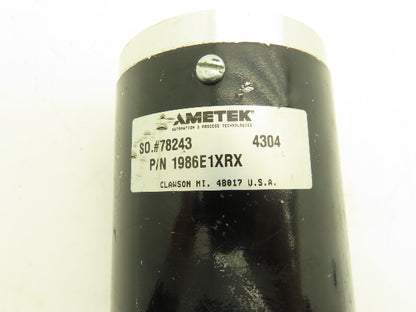 AMETEK
AUTOMATION & PROCESS TECHNOLOGIES
SO.#78243 4304
P/N 1986E1XRX
CLAWSON MI. 48017 U.S.A.